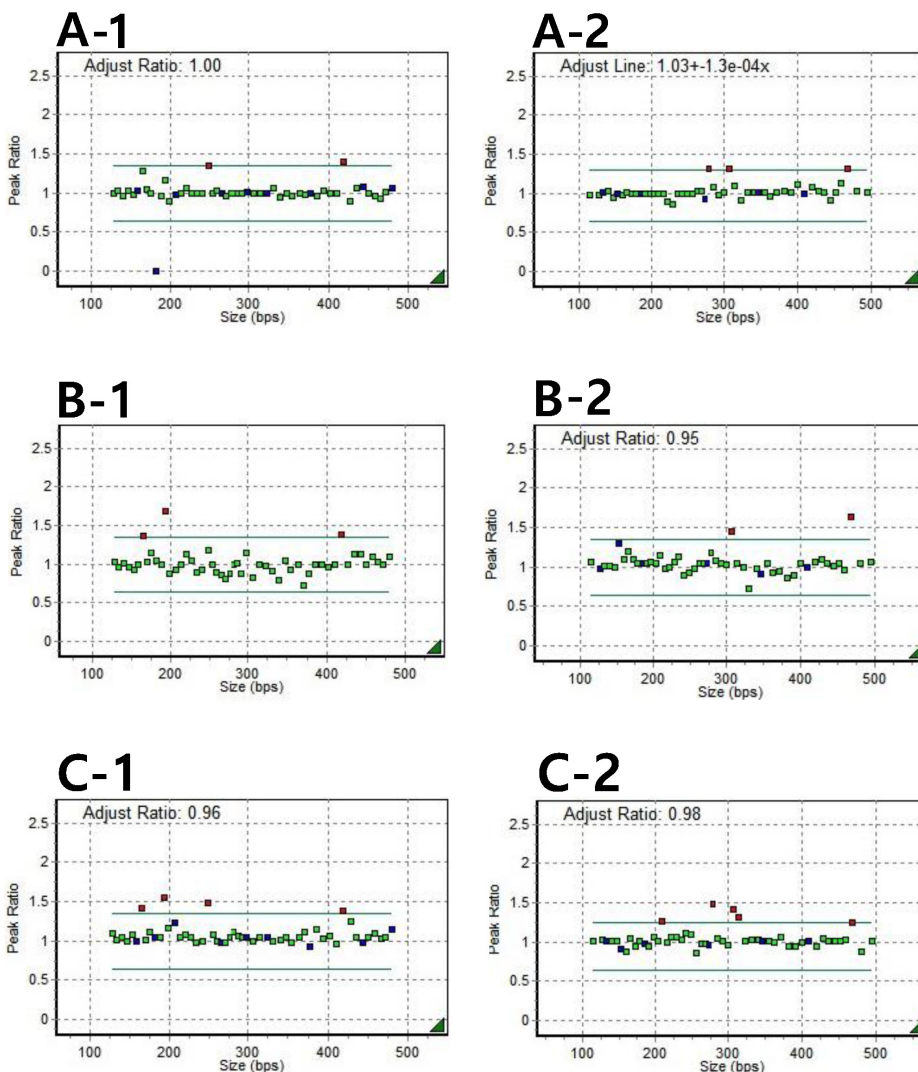 A-1
Adjust Ratio: 1.00
2.5
2
1.5
1
0.5
0
Peak Ratio
100 200 300 400 500
Size (bps)
A-2
Adjust Line: 1.03+-1.3e-04x
2.5
2
1.5
1
0.5
0
Peak Ratio
100 200 300 400 500
Size (bps)
B-1
2.5
2
1.5
1
0.5
0
Peak Ratio
100 200 300 400 500
Size (bps)
B-2
Adjust Ratio: 0.95
2.5
2
1.5
1
0.5
0
Peak Ratio
100 200 300 400 500
Size (bps)
C-1
Adjust Ratio: 0.96
2.5
2
1.5
1
0.5
0
Peak Ratio
100 200 300 400 500
Size (bps)
C-2
Adjust Ratio: 0.98
2.5
2
1.5
1
0.5
0
Peak Ratio
100 200 300 400 500
Size (bps)